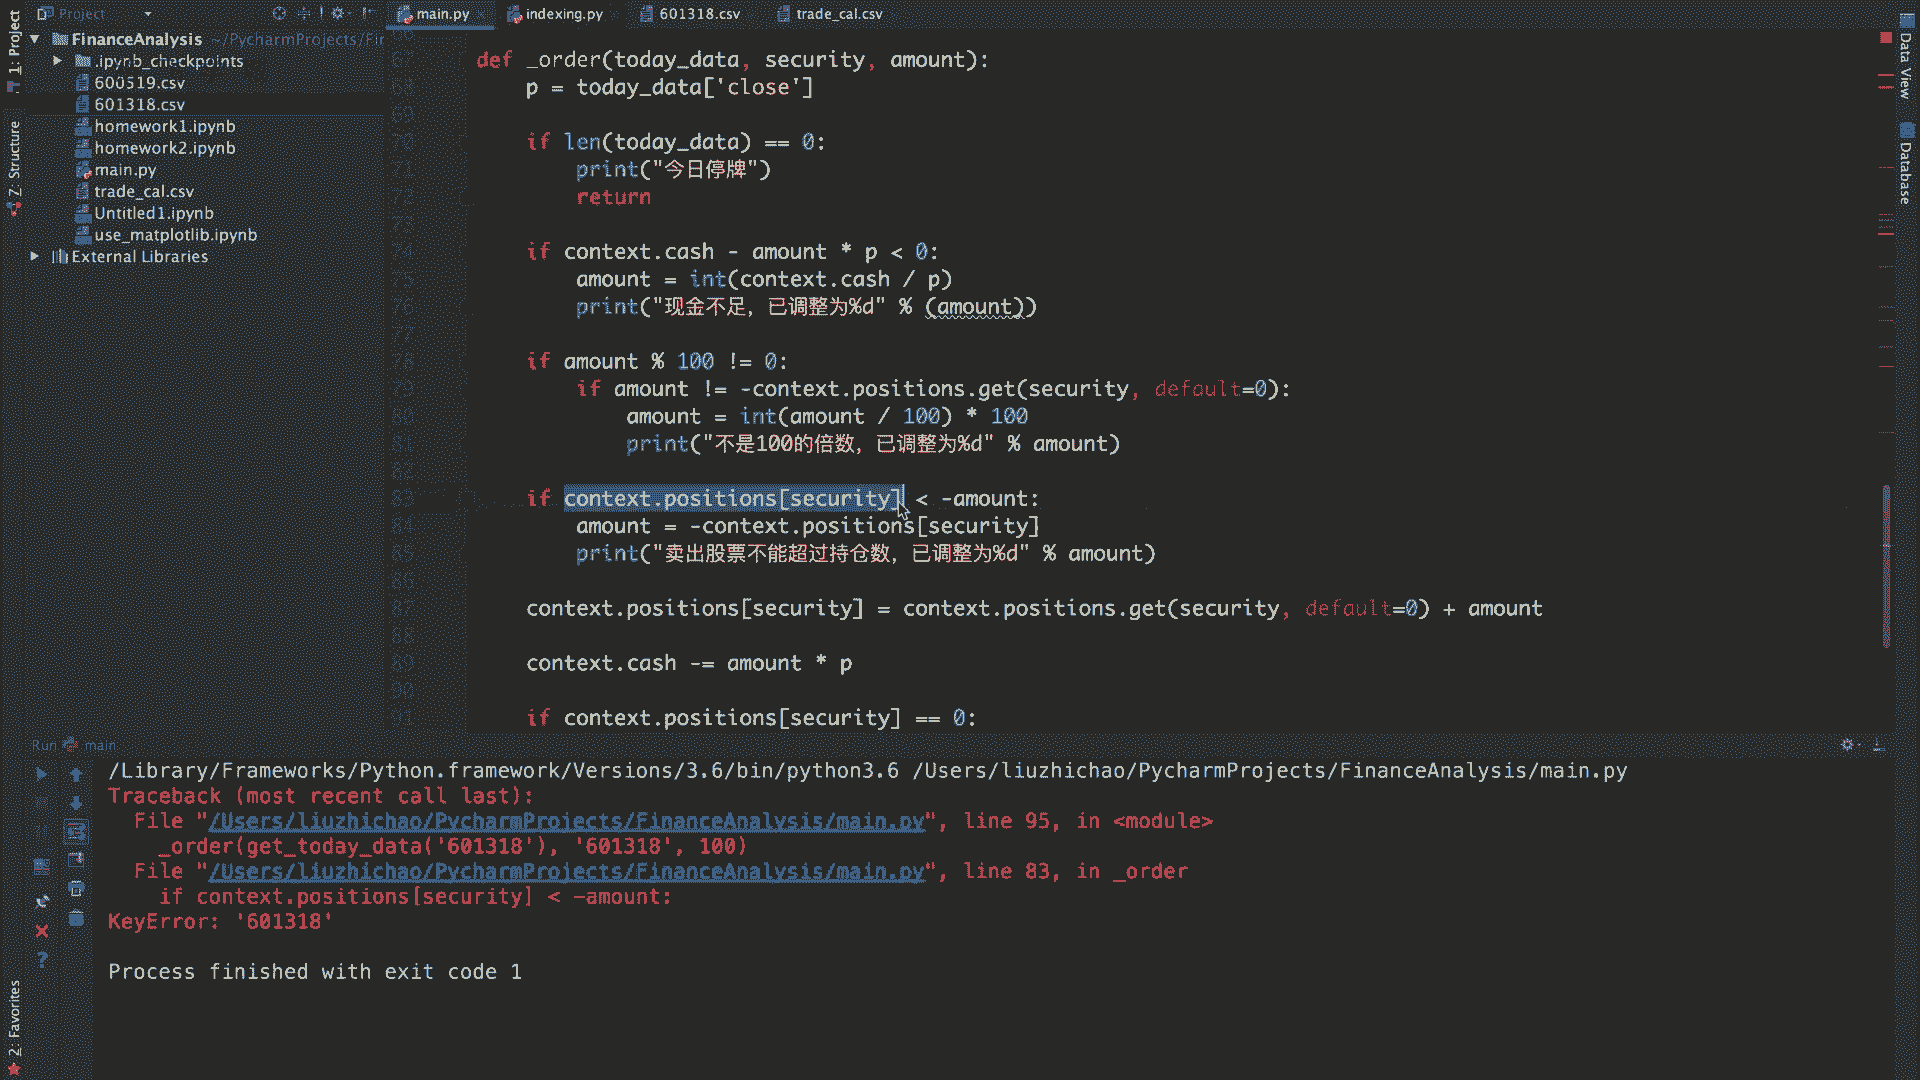 Project
main.py
indexing.py
601318.csv
trade_cal.csv
1: Project
7: Structure
2: Favorites
Data View
Database
FinanceAnalysis ~/PycharmProjects/Fir
.ipynb_checkpoints
600519.csv
601318.csv
homework1.ipynb
homework2.ipynb
main.py
trade_cal.csv
Untitled1.ipynb
use_matplotlib.ipynb
External Libraries
66
67 def _order(today_data, security, amount):
68 p = today_data['close']
69
70 if len(today_data) == 0:
71 print("今日停牌")
72 return
73
74 if context.cash - amount * p < 0:
75 amount = int(context.cash / p)
76 print("现金不足，已调整为%d" % (amount))
77
78 if amount % 100 != 0:
79 if amount != -context.positions.get(security, default=0):
80 amount = int(amount / 100) * 100
81 print("不是100的倍数，已调整为%d" % amount)
82
83 if context.positions[security] < -amount:
84 amount = -context.positions[security]
85 print("卖出股票不能超过持仓数，已调整为%d" % amount)
86
87 context.positions[security] = context.positions.get(security, default=0) + amount
88
89 context.cash -= amount * p
90
91 if context.positions[security] == 0:
Run main
/Library/Frameworks/Python.framework/Versions/3.6/bin/python3.6 /Users/liuzhichao/PycharmProjects/FinanceAnalysis/main.py
Traceback (most recent call last):
File "/Users/liuzhichao/PycharmProjects/FinanceAnalysis/main.py", line 95, in <module>
_order(get_today_data('601318'), '601318', 100)
File "/Users/liuzhichao/PycharmProjects/FinanceAnalysis/main.py", line 83, in _order
if context.positions[security] < -amount:
KeyError: '601318'
Process finished with exit code 1